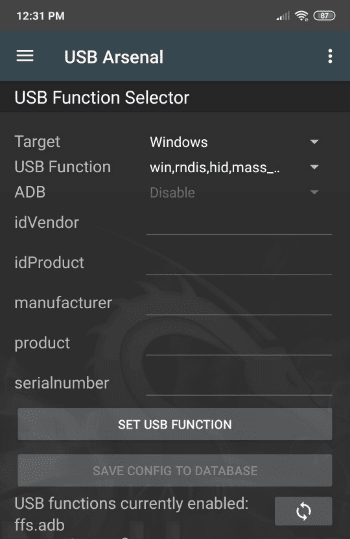 12:31 PM 87
USB Arsenal
USB Function Selector
Target Windows
USB Function win,rndis,hid,mass_..
ADB Disable
idVendor
idProduct
manufacturer
product
serialnumber
SET USB FUNCTION
SAVE CONFIG TO DATABASE
USB functions currently enabled:
ffs.adb